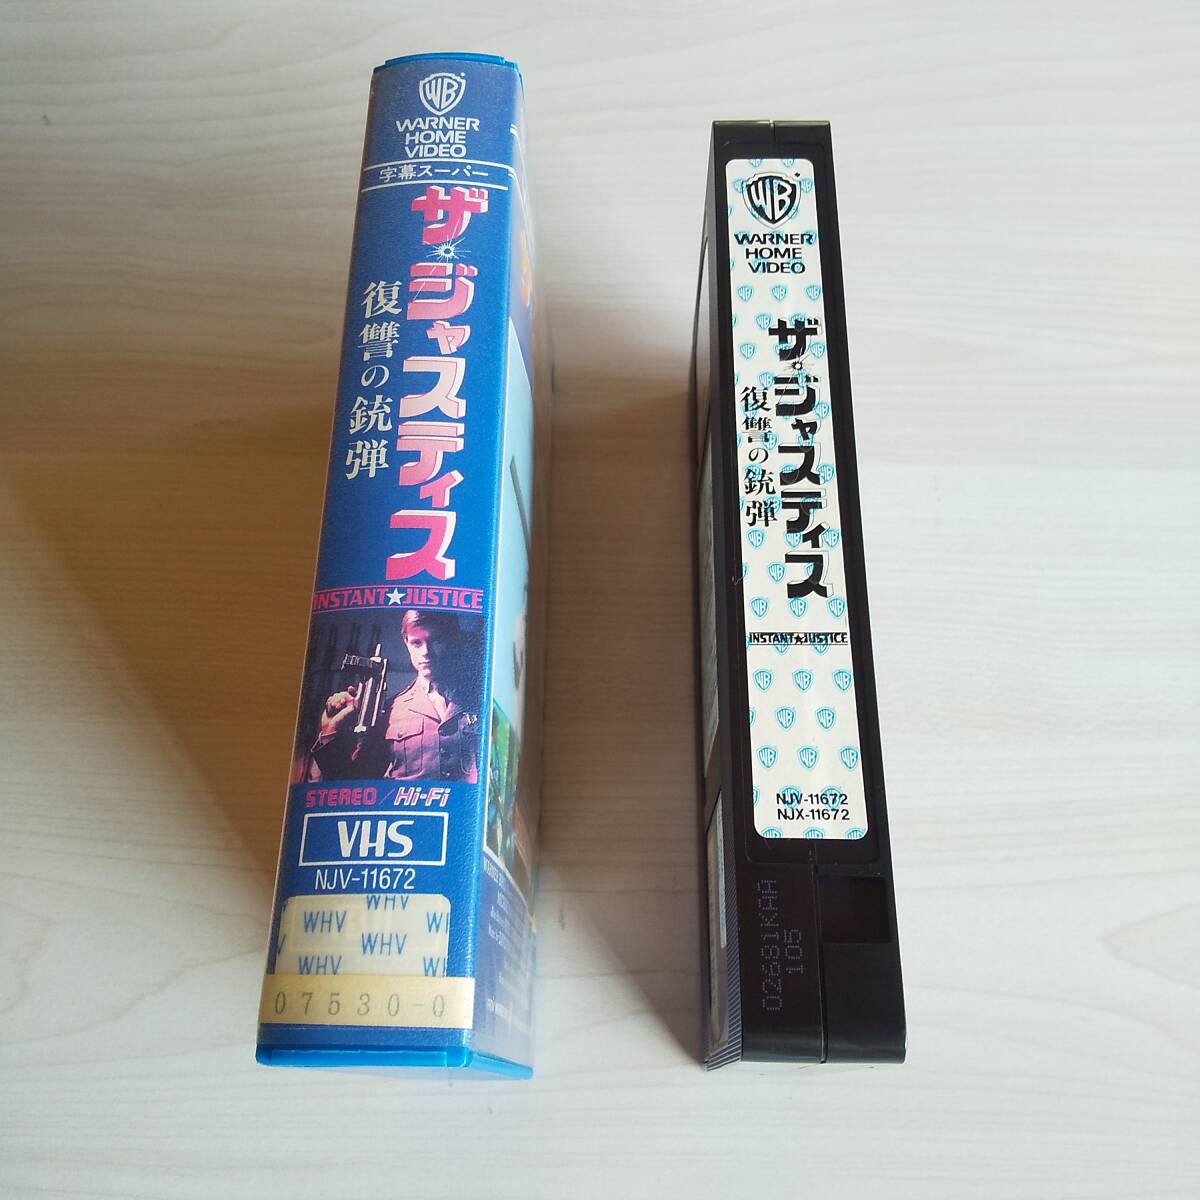 WB
WARNER
HOME
VIDEO
字幕スーパー
ザ・ジャスティス
復讐の銃弾
INSTANT★JUSTICE
STEREO/Hi-Fi
VHS
NJV-11672
WHV
WHV
WHV
WHV
07530-0
WB
WARNER
HOME
VIDEO
ザ・ジャスティス
復讐の銃弾
INSTANT★JUSTICE
NJV-11672
NJX-11672
02681KHH
105